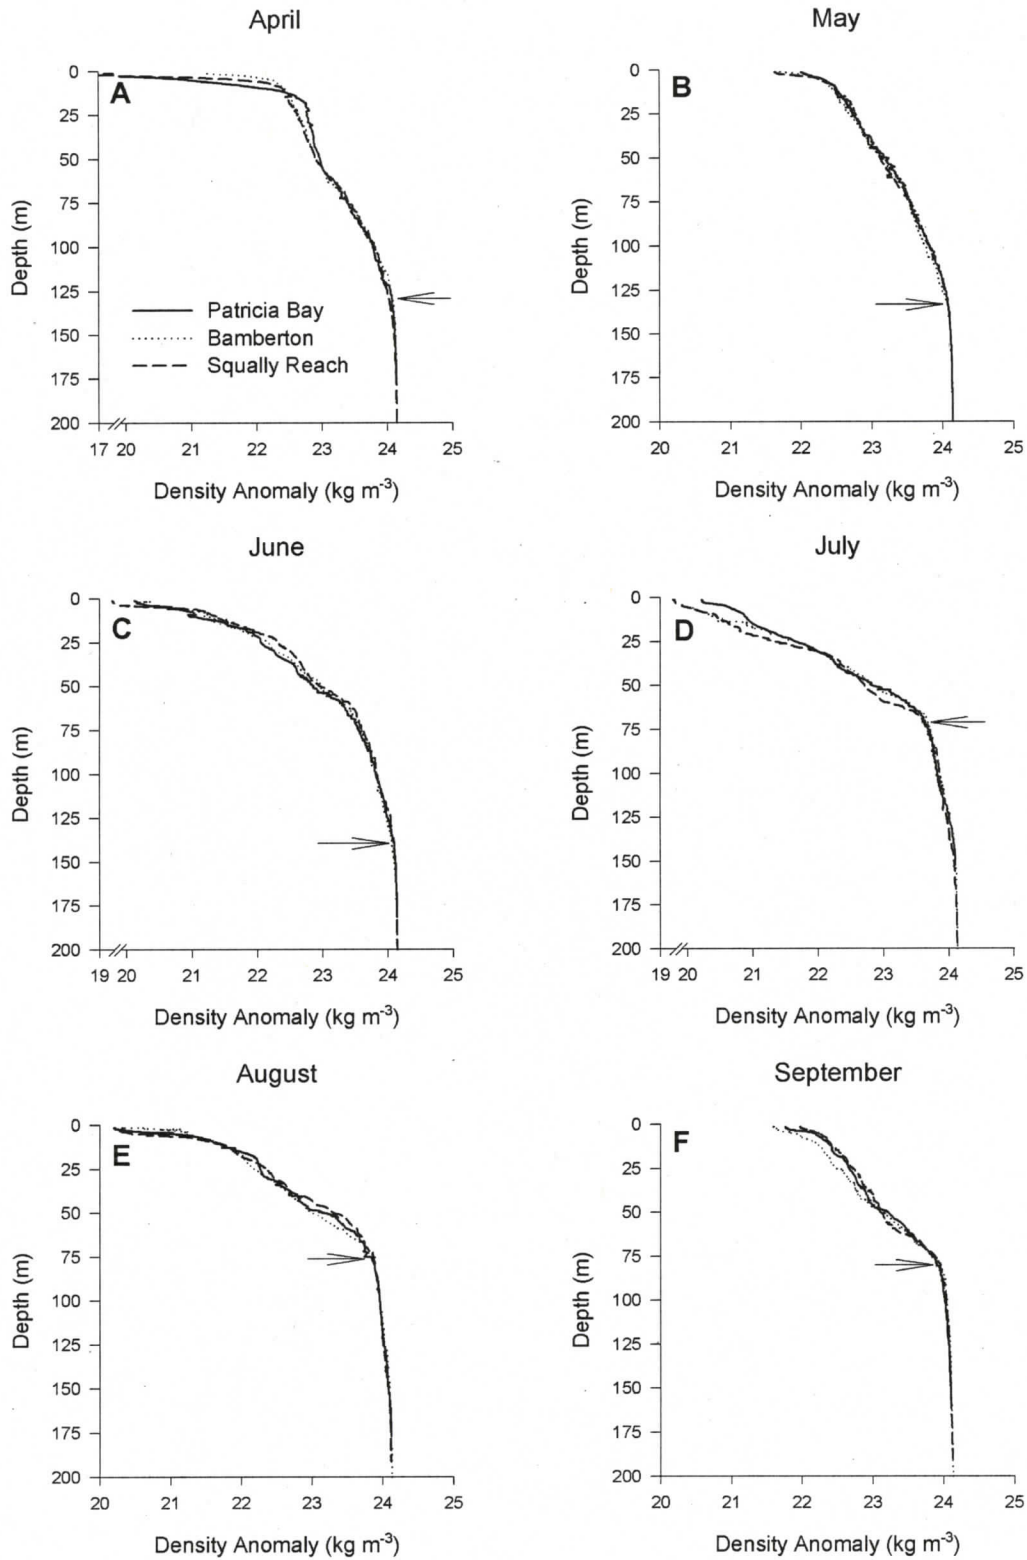 April
0
25
50
75
100
125
150
175
200
Depth (m)
A
Patricia Bay
Bamberton
Squally Reach
17 20 21 22 23 24 25
Density Anomaly (kg m-3)
May
0
25
50
75
100
125
150
175
200
Depth (m)
B
20 21 22 23 24 25
Density Anomaly (kg m-3)
June
0
25
50
75
100
125
150
175
200
Depth (m)
C
19 20 21 22 23 24 25
Density Anomaly (kg m-3)
July
0
25
50
75
100
125
150
175
200
Depth (m)
D
19 20 21 22 23 24 25
Density Anomaly (kg m-3)
August
0
25
50
75
100
125
150
175
200
Depth (m)
E
20 21 22 23 24 25
Density Anomaly (kg m-3)
September
0
25
50
75
100
125
150
175
200
Depth (m)
F
20 21 22 23 24 25
Density Anomaly (kg m-3)